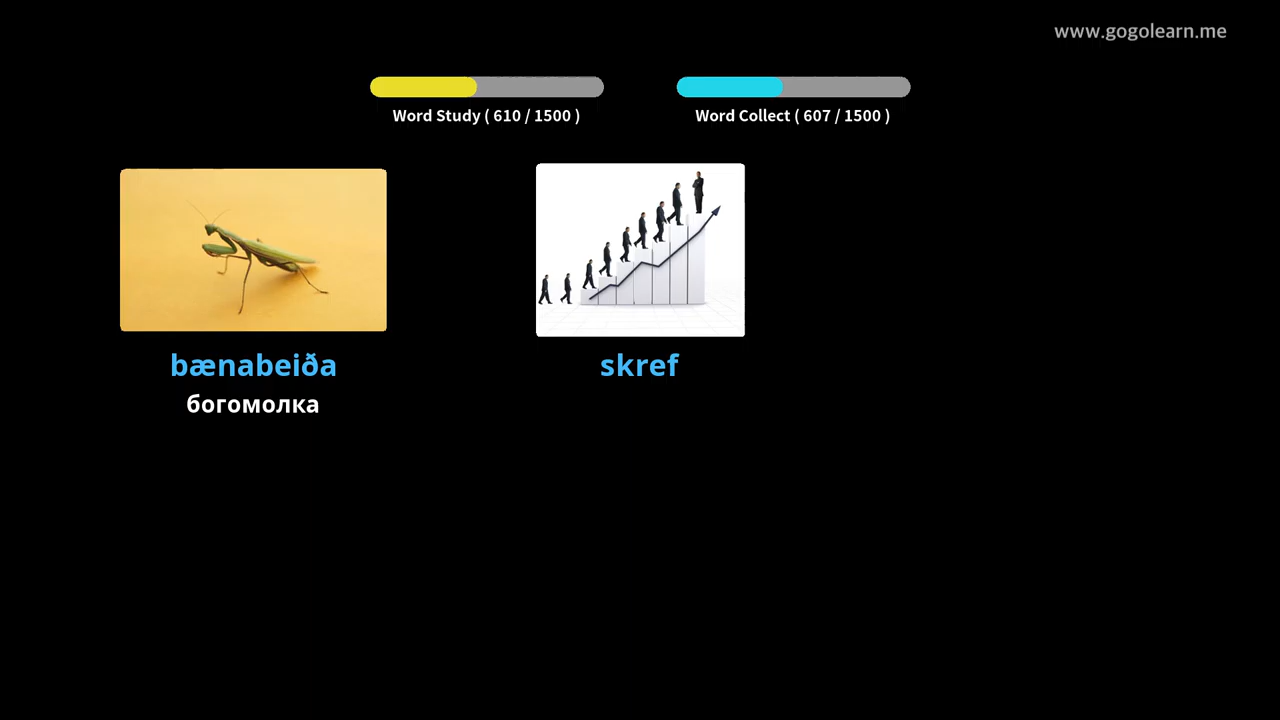 www.gogolearn.me
Word Study ( 610 / 1500 )
Word Collect ( 607 / 1500 )
bænabeiða
богомолка
skref